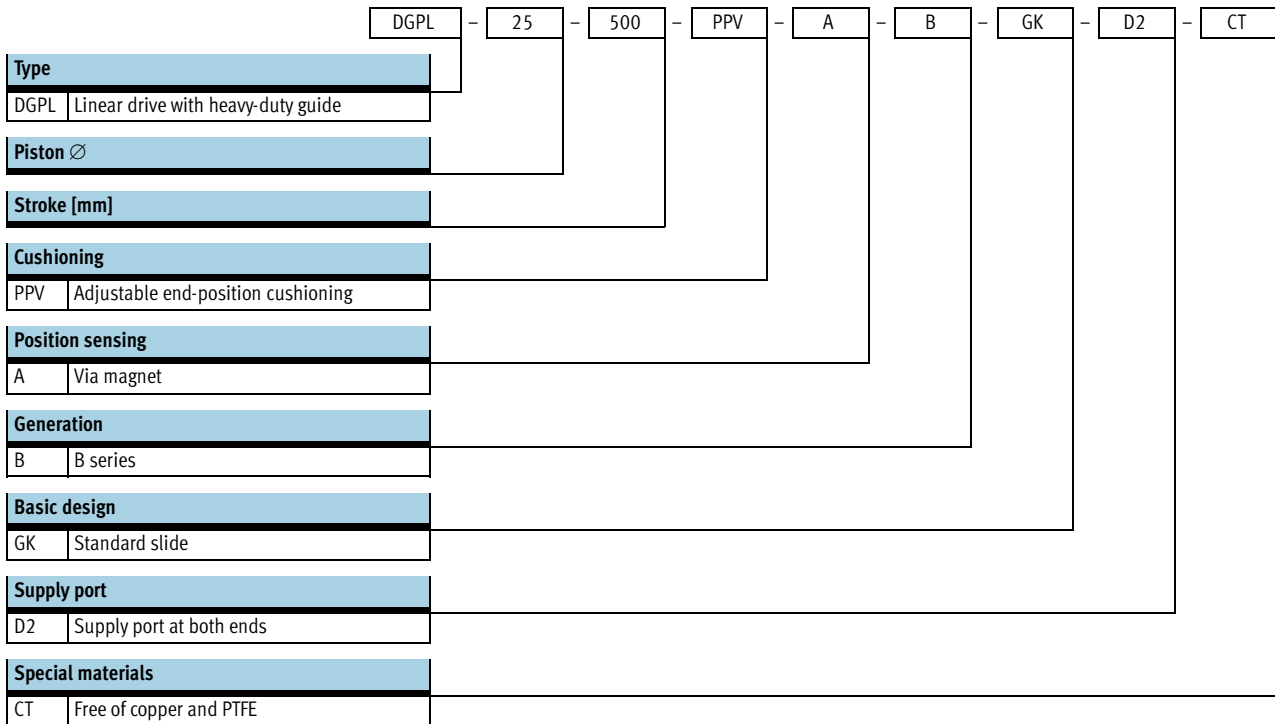 DGPL – 25 – 500 – PPV – A – B – GK – D2 – CT
Type
DGPL Linear drive with heavy-duty guide
Piston ∅
Stroke [mm]
Cushioning
PPV Adjustable end-position cushioning
Position sensing
A Via magnet
Generation
B B series
Basic design
GK Standard slide
Supply port
D2 Supply port at both ends
Special materials
CT Free of copper and PTFE